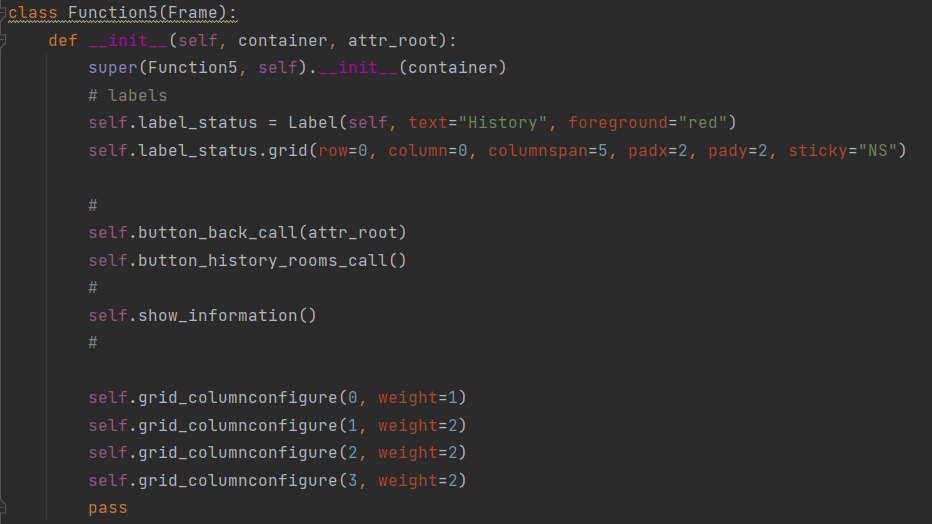 class Function5(Frame):
    def __init__(self, container, attr_root):
        super(Function5, self).__init__(container)
        # labels
        self.label_status = Label(self, text="History", foreground="red")
        self.label_status.grid(row=0, column=0, columnspan=5, padx=2, pady=2, sticky="NS")

        #
        self.button_back_call(attr_root)
        self.button_history_rooms_call()
        #
        self.show_information()
        #

        self.grid_columnconfigure(0, weight=1)
        self.grid_columnconfigure(1, weight=2)
        self.grid_columnconfigure(2, weight=2)
        self.grid_columnconfigure(3, weight=2)
        pass